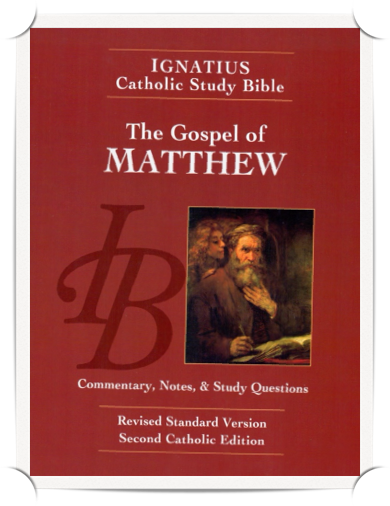 IGNATIUS
Catholic Study Bible
The Gospel of
MATTHEW
IB
Commentary, Notes, & Study Questions
Revised Standard Version
Second Catholic Edition